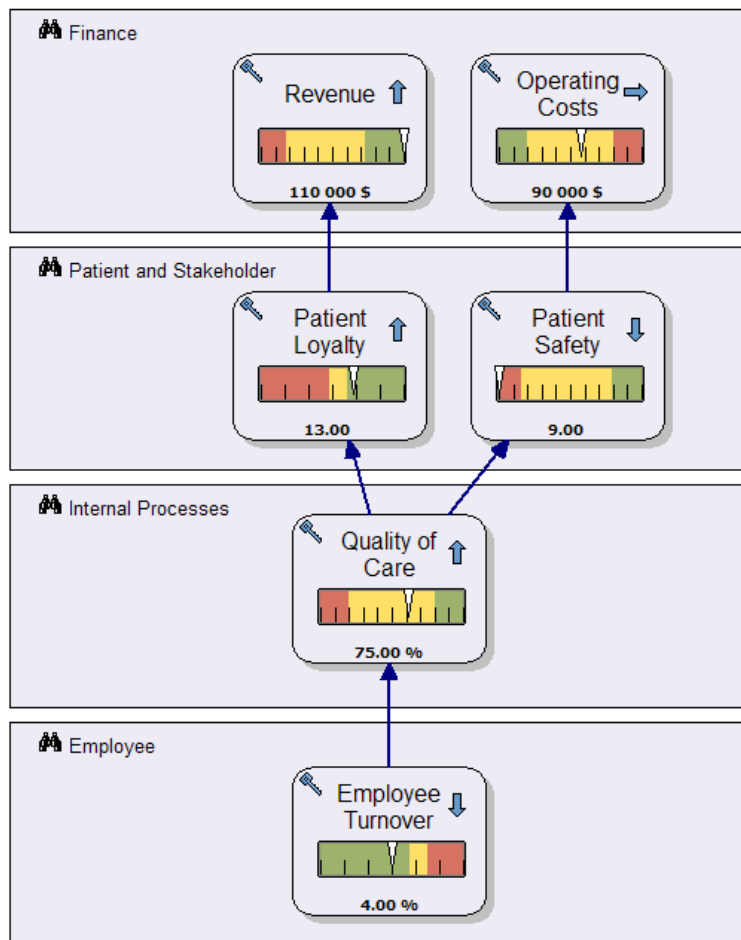 Finance
Revenue
110 000 $
Operating
Costs
90 000 $
Patient and Stakeholder
Patient
Loyalty
13.00
Patient
Safety
9.00
Internal Processes
Quality of
Care
75.00 %
Employee
Employee
Turnover
4.00 %